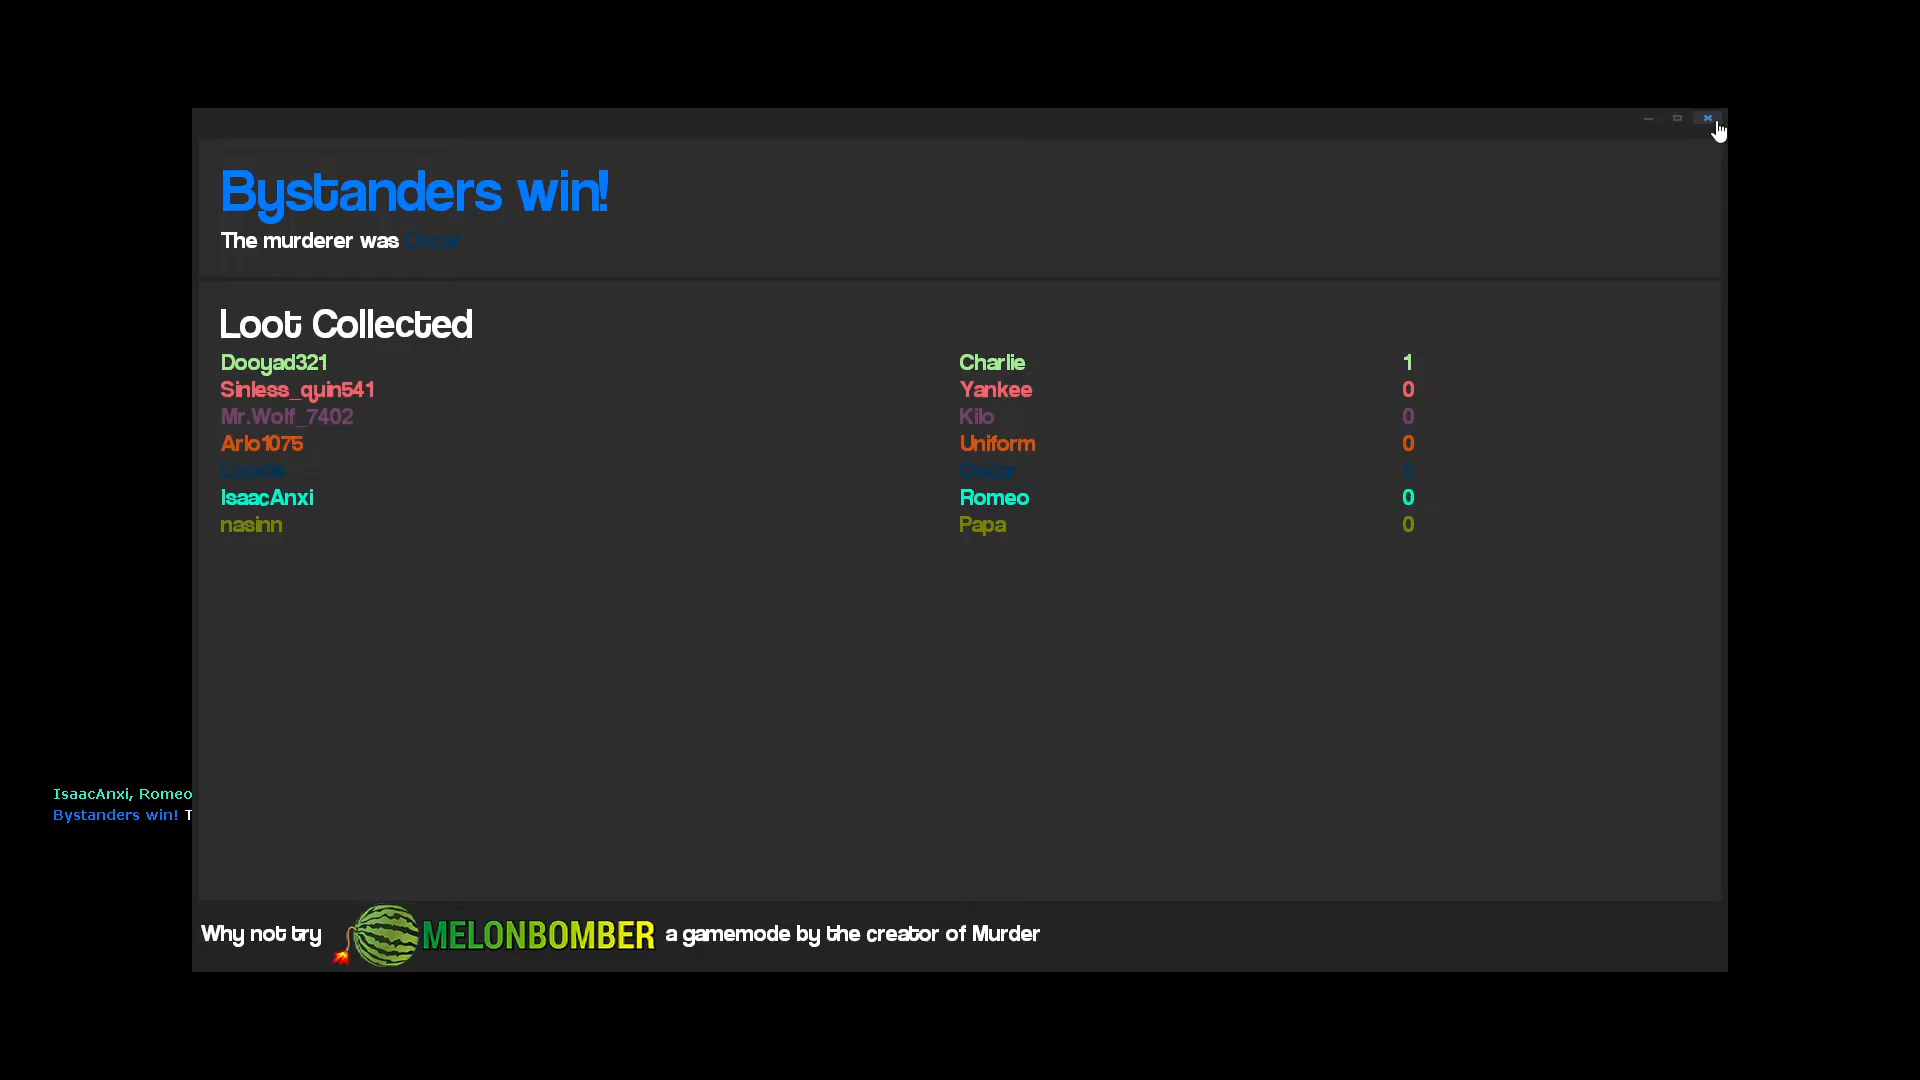 Bystanders win!
The murderer was Oscar
Loot Collected
Dooyad321 Charlie 1
Sinless_quin541 Yankee 0
Mr.Wolf_7402 Kilo 0
Arlo1075 Uniform 0
Oscar
IsaacAnxi Romeo 0
nasinn Papa 0
IsaacAnxi, Romeo
Bystanders win! T
Why not try MELONBOMBER a gamemode by the creator of Murder